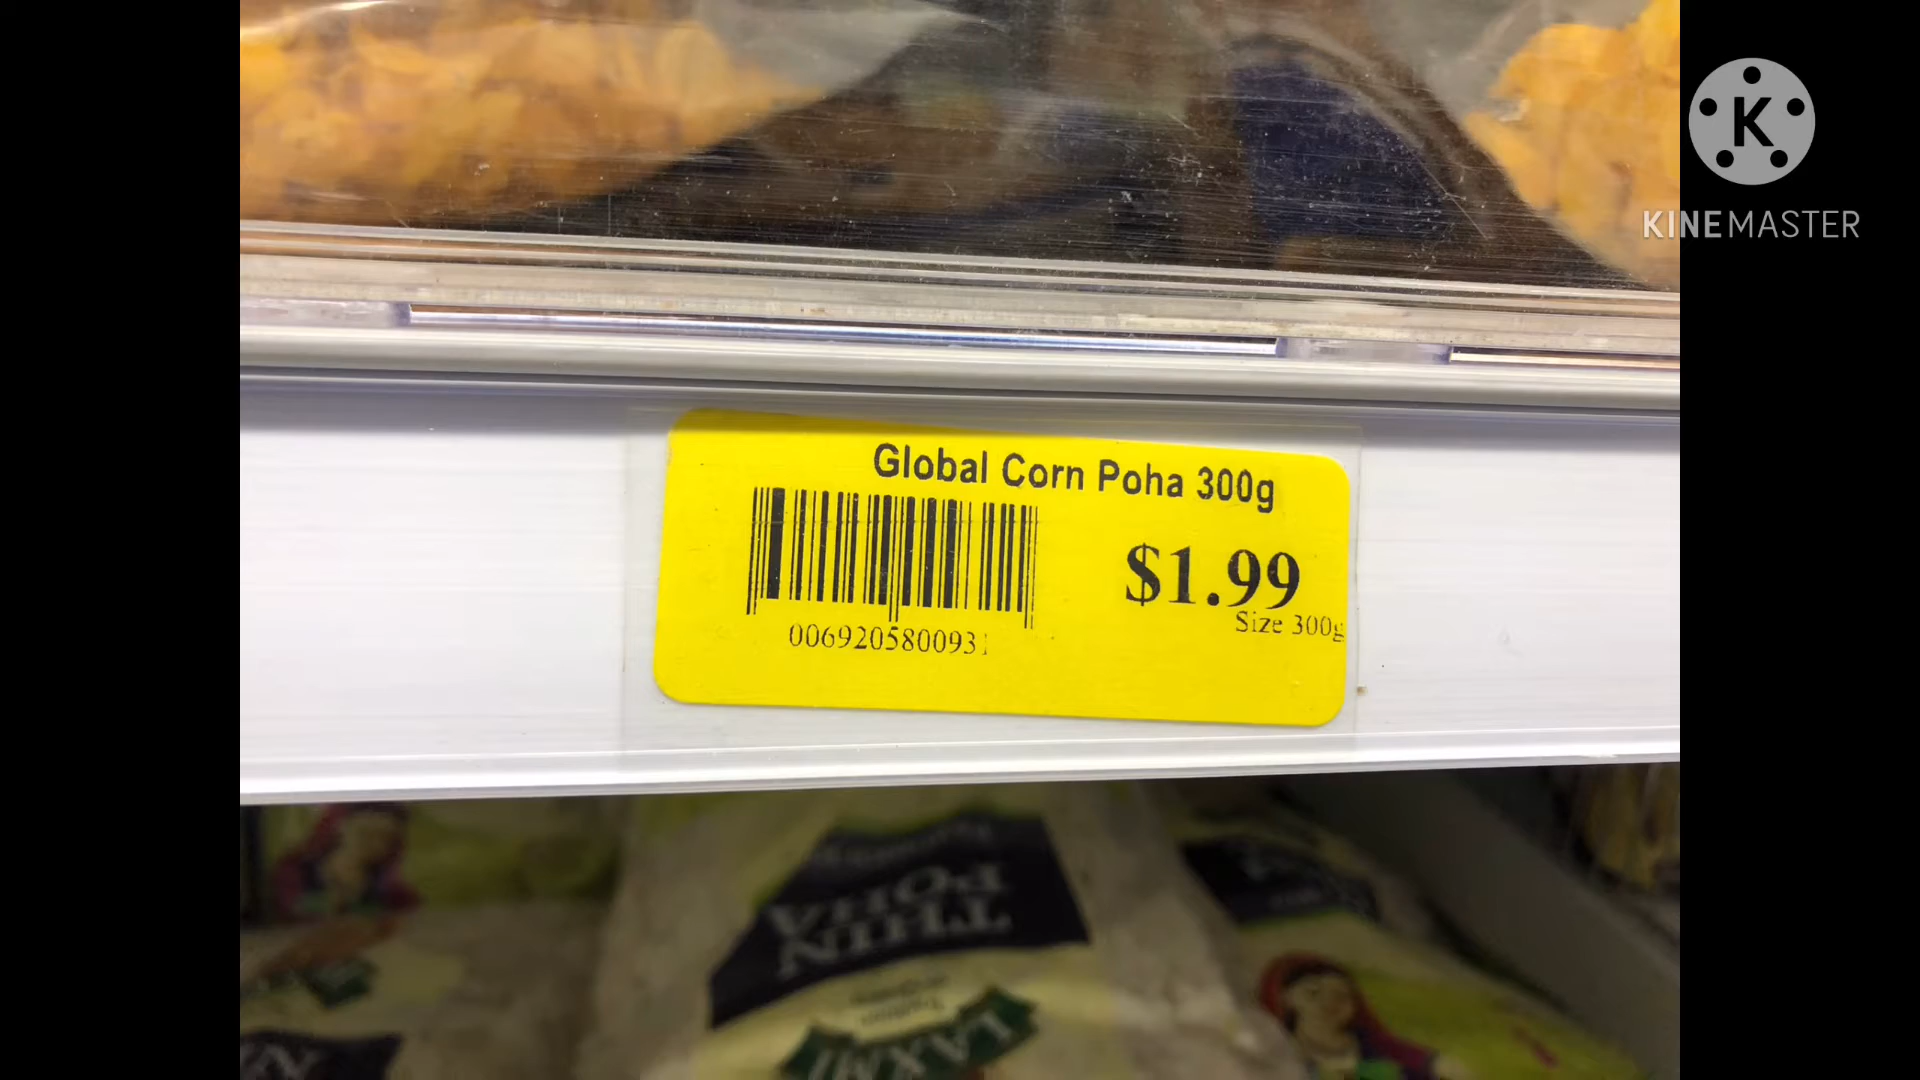 K
KINEMASTER
Global Corn Poha 300g
$1.99
Size 300g
006920580093
THIN
POHA
LAXMI